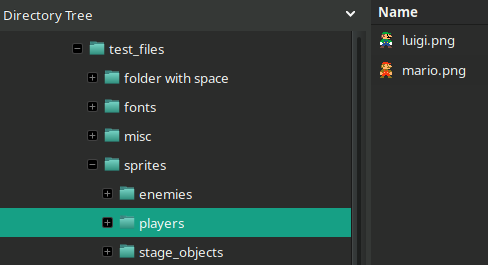 Directory Tree
test_files
folder with space
fonts
misc
sprites
enemies
players
stage_objects
Name
luigi.png
mario.png